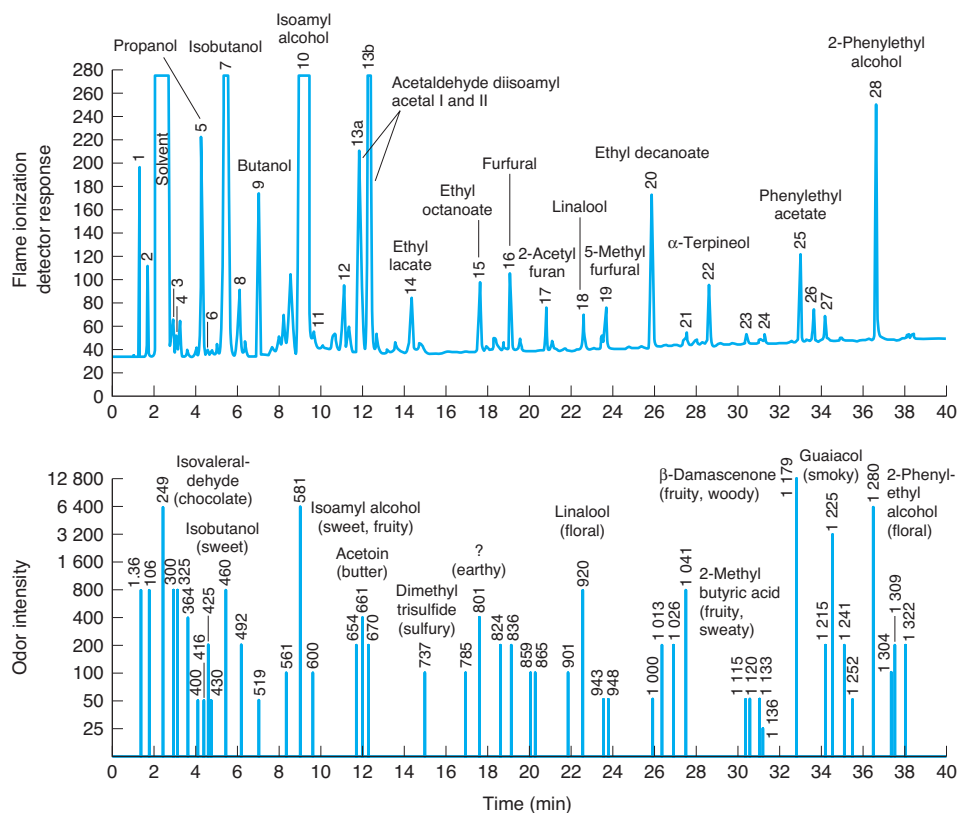 Isoamyl
alcohol
Propanol
Isobutanol
2-Phenylethyl
alcohol
7
10
13b
28
280
260
240
220
200
180
160
140
120
100
80
60
40
20
0
Flame ionization
detector response
Acetaldehyde diisoamyl
acetal I and II
1
2
Solvent
3
4
5
6
8
Butanol
9
11
12
13a
Ethyl
lacate
14
Ethyl
octanoate
15
Furfural
16
2-Acetyl
furan
17
Linalool
18
5-Methyl
furfural
19
Ethyl decanoate
20
21
α-Terpineol
22
23
24
Phenylethyl
acetate
25
26
27
0 2 4 6 8 10 12 14 16 18 20 22 24 26 28 30 32 34 36 38 40
Odor intensity
12 800
6 400
3 200
1 600
800
400
200
100
50
25
Isovaleral-
dehyde
(chocolate)
Isobutanol
(sweet)
Isoamyl alcohol
(sweet, fruity)
Acetoin
(butter)
Dimethyl
trisulfide
(sulfury)
?
(earthy)
Linalool
(floral)
β-Damascenone
(fruity, woody)
2-Methyl
butyric acid
(fruity,
sweaty)
Guaiacol
(smoky)
2-Phenyl-
ethyl
alcohol
(floral)
1.36
106
249
300
325
364
400
416
425
430
460
492
519
561
581
600
654
661
670
737
785
801
824
836
859
865
901
920
943
948
1 000
1 013
1 026
1 041
1 115
1 120
1 133
1 136
1 179
1 215
1 225
1 241
1 252
1 280
1 304
1 309
1 322
0 2 4 6 8 10 12 14 16 18 20 22 24 26 28 30 32 34 36 38 40
Time (min)